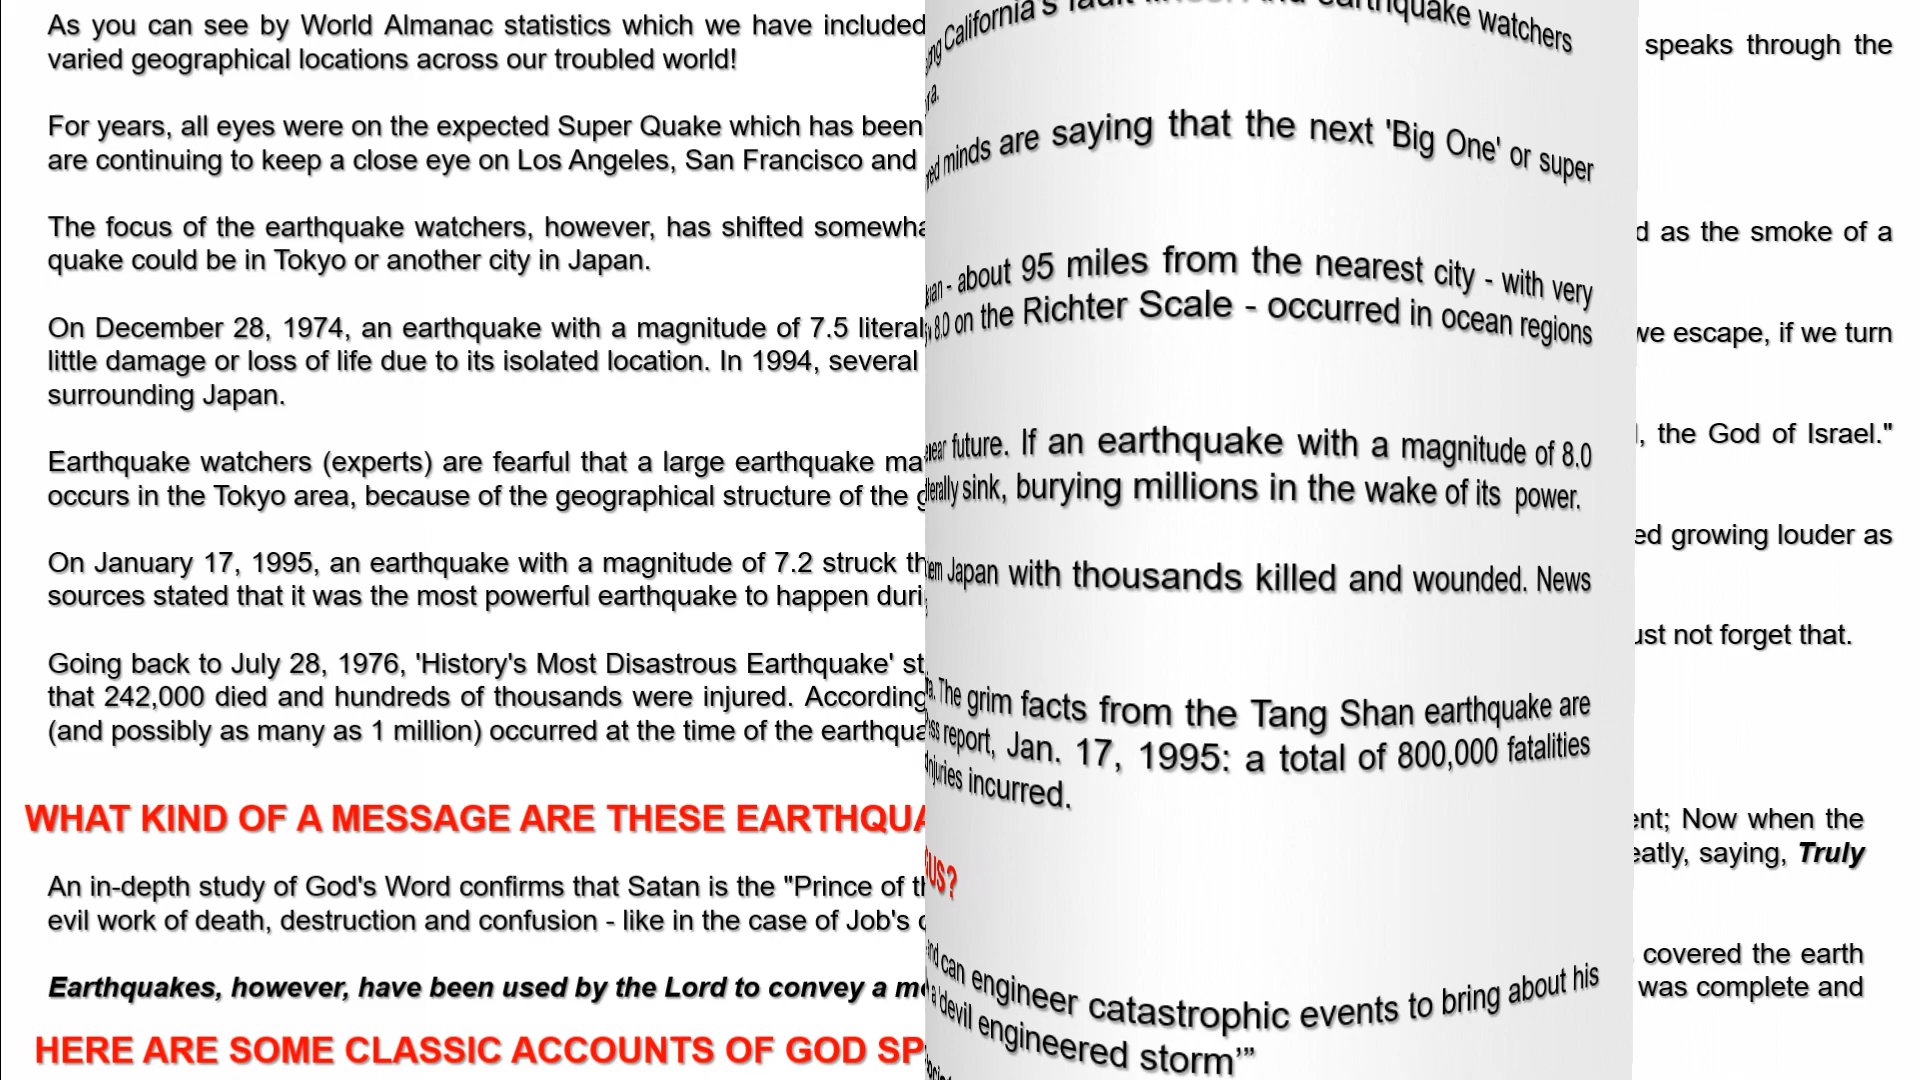 As you can see by World Almanac statistics which we have included
varied geographical locations across our troubled world!
For years, all eyes were on the expected Super Quake which has been
are continuing to keep a close eye on Los Angeles, San Francisco and
The focus of the earthquake watchers, however, has shifted
quake could be in Tokyo or another city in Japan.
On December 28, 1974, an earthquake with a magnitude of 7.5
little damage or loss of life due to its isolated location. In 1994, several
surrounding Japan.
Earthquake watchers (experts) are fearful that a large earthquake
occurs in the Tokyo area, because of the geographical structure of the
On January 17, 1995, an earthquake with a magnitude of 7.2 struck
sources stated that it was the most powerful earthquake to happen
Going back to July 28, 1976, 'History's Most Disastrous Earthquake'
that 242,000 died and hundreds of thousands were injured. According
(and possibly as many as 1 million) occurred at the time of the
WHAT KIND OF A MESSAGE ARE THESE
An in-depth study of God's Word confirms that Satan is the "Prince of
evil work of death, destruction and confusion - like in the case of Job's
Earthquakes, however, have been used by the Lord to convey a
HERE ARE SOME CLASSIC ACCOUNTS OF GOD
California's fault earthquake watchers
minds are saying that the next 'Big One' or super
- about 95 miles from the nearest city - with very
8.0 on the Richter Scale - occurred in ocean regions
future. If an earthquake with a magnitude of 8.0
sink, burying millions in the wake of its power.
Japan with thousands killed and wounded. News
The grim facts from the Tang Shan earthquake are
report, Jan. 17, 1995: a total of 800,000 fatalities
incurred.
US?
can engineer catastrophic events to bring about his
a 'devil engineered storm'”
speaks through the
as the smoke of a
we escape, if we turn
the God of Israel."
growing louder as
not forget that.
Now when the
saying, Truly
covered the earth
was complete and